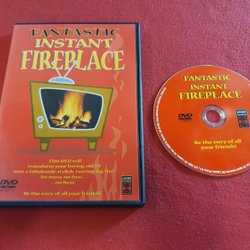 FANTASTIC
INSTANT
FIREPLACE
This DVD will
transform your boring old TV
into a fabulously stylish roaring log fire!
No mess, no fuss...
...no heat.
DVD
Be the envy of all your friends!
FANTASTIC
INSTANT
FIREPLACE
DVD
Be the envy of all
your friends!